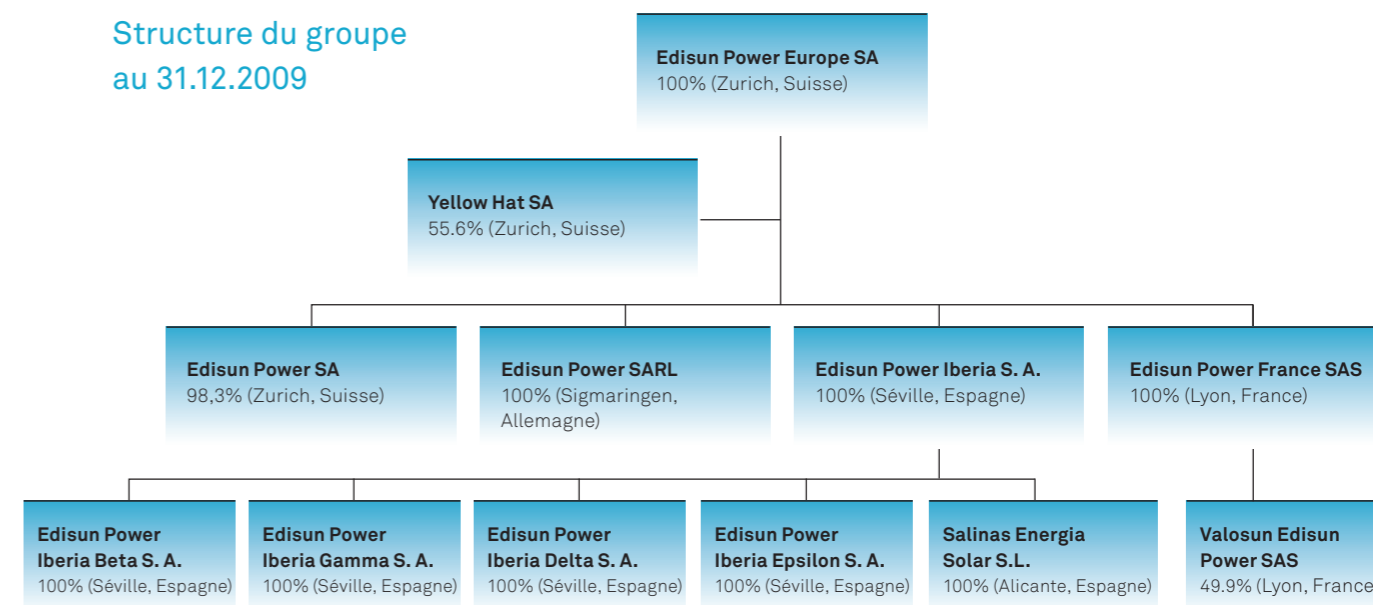 Structure du groupe
au 31.12.2009
Edisun Power Europe SA
100% (Zurich, Suisse)
Yellow Hat SA
55.6% (Zurich, Suisse)
Edisun Power SA
98,3% (Zurich, Suisse)
Edisun Power SARL
100% (Sigmaringen,
Allemagne)
Edisun Power Iberia S. A.
100% (Séville, Espagne)
Edisun Power France SAS
100% (Lyon, France)
Edisun Power
Iberia Beta S. A.
100% (Séville, Espagne)
Edisun Power
Iberia Gamma S. A.
100% (Séville, Espagne)
Edisun Power
Iberia Delta S. A.
100% (Séville, Espagne)
Edisun Power
Iberia Epsilon S. A.
100% (Séville, Espagne)
Salinas Energia
Solar S.L.
100% (Alicante, Espagne)
Valosun Edisun
Power SAS
49.9% (Lyon, France